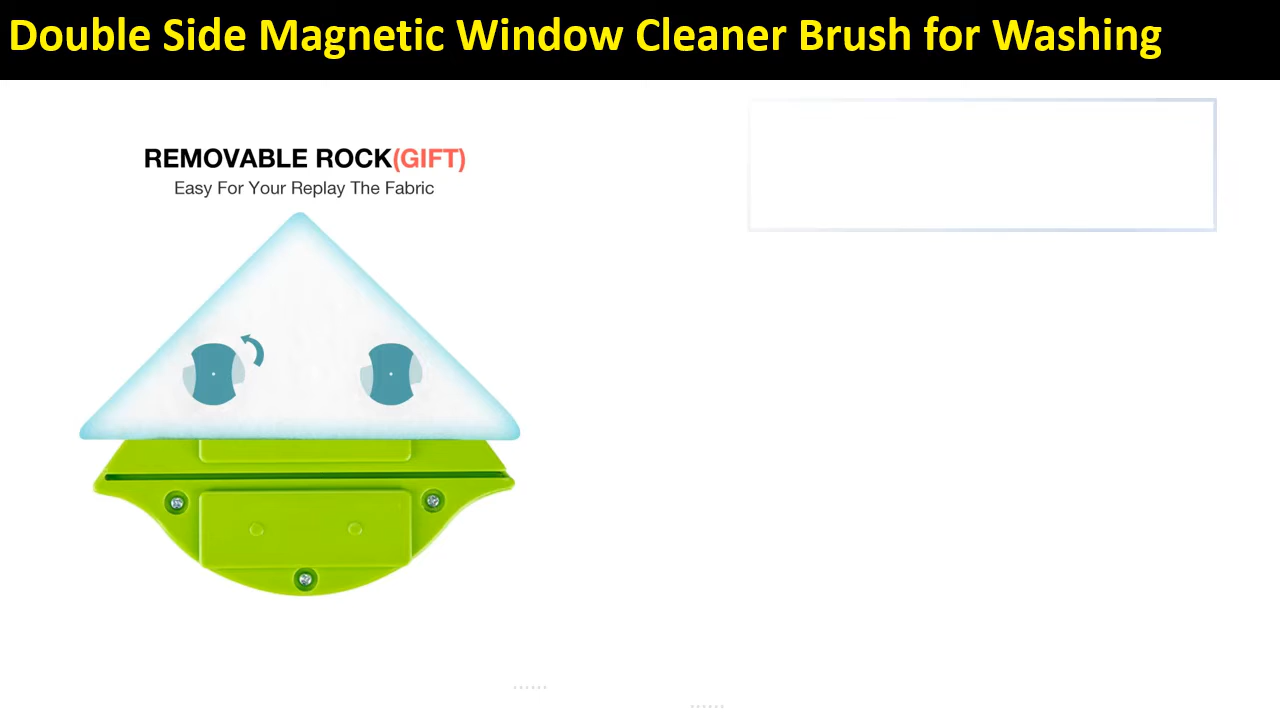 Double Side Magnetic Window Cleaner Brush for Washing
REMOVABLE ROCK(GIFT)
Easy For Your Replay The Fabric